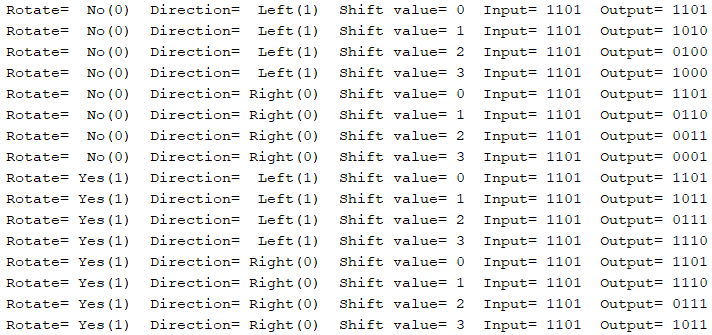 Rotate=  No(0)  Direction=  Left(1)  Shift value= 0  Input= 1101  Output= 1101
Rotate=  No(0)  Direction=  Left(1)  Shift value= 1  Input= 1101  Output= 1010
Rotate=  No(0)  Direction=  Left(1)  Shift value= 2  Input= 1101  Output= 0100
Rotate=  No(0)  Direction=  Left(1)  Shift value= 3  Input= 1101  Output= 1000
Rotate=  No(0)  Direction= Right(0)  Shift value= 0  Input= 1101  Output= 1101
Rotate=  No(0)  Direction= Right(0)  Shift value= 1  Input= 1101  Output= 0110
Rotate=  No(0)  Direction= Right(0)  Shift value= 2  Input= 1101  Output= 0011
Rotate=  No(0)  Direction= Right(0)  Shift value= 3  Input= 1101  Output= 0001
Rotate= Yes(1)  Direction=  Left(1)  Shift value= 0  Input= 1101  Output= 1101
Rotate= Yes(1)  Direction=  Left(1)  Shift value= 1  Input= 1101  Output= 1011
Rotate= Yes(1)  Direction=  Left(1)  Shift value= 2  Input= 1101  Output= 0111
Rotate= Yes(1)  Direction=  Left(1)  Shift value= 3  Input= 1101  Output= 1110
Rotate= Yes(1)  Direction= Right(0)  Shift value= 0  Input= 1101  Output= 1101
Rotate= Yes(1)  Direction= Right(0)  Shift value= 1  Input= 1101  Output= 1110
Rotate= Yes(1)  Direction= Right(0)  Shift value= 2  Input= 1101  Output= 0111
Rotate= Yes(1)  Direction= Right(0)  Shift value= 3  Input= 1101  Output= 1011